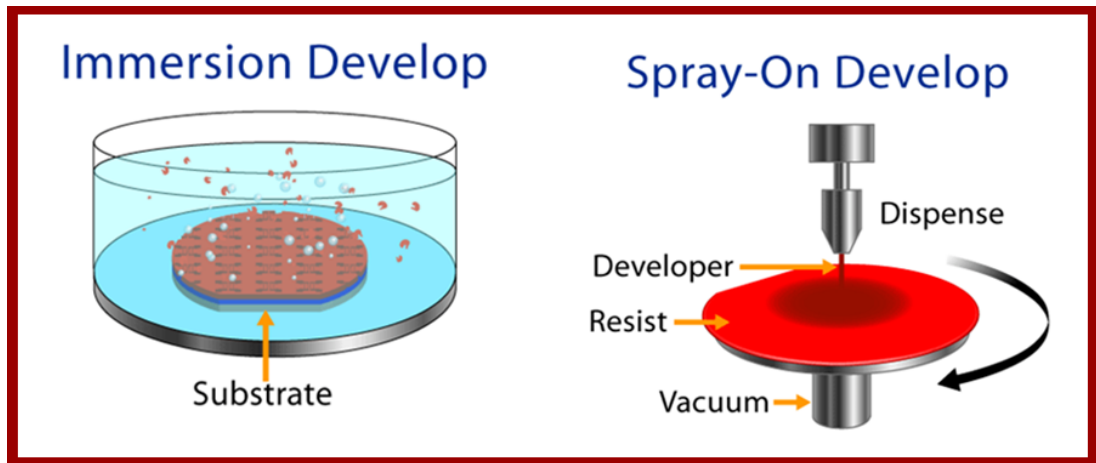 Immersion Develop
Substrate
Spray-On Develop
Dispense
Developer
Resist
Vacuum